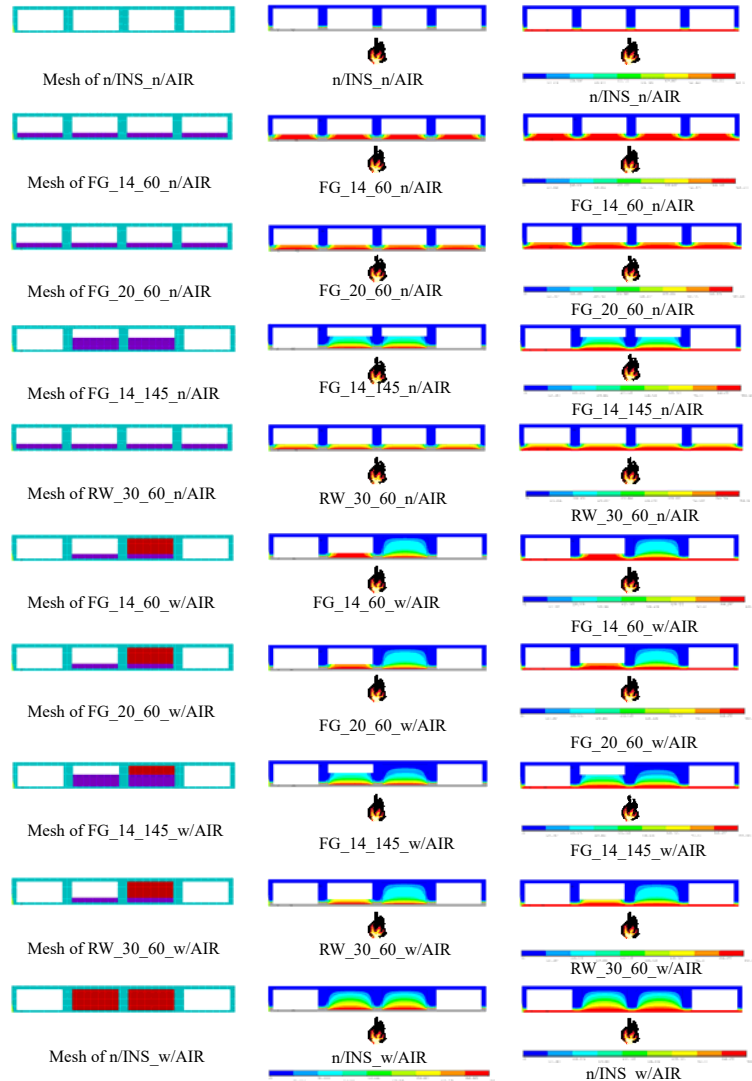 Mesh of n/INS_n/AIR
n/INS_n/AIR
n/INS_n/AIR
Mesh of FG_14_60_n/AIR
FG_14_60_n/AIR
FG_14_60_n/AIR
Mesh of FG_20_60_n/AIR
FG_20_60_n/AIR
FG_20_60_n/AIR
Mesh of FG_14_145_n/AIR
FG_14_145_n/AIR
FG_14_145_n/AIR
Mesh of RW_30_60_n/AIR
RW_30_60_n/AIR
RW_30_60_n/AIR
Mesh of FG_14_60_w/AIR
FG_14_60_w/AIR
FG_14_60_w/AIR
Mesh of FG_20_60_w/AIR
FG_20_60_w/AIR
FG_20_60_w/AIR
Mesh of FG_14_145_w/AIR
FG_14_145_w/AIR
FG_14_145_w/AIR
Mesh of RW_30_60_w/AIR
RW_30_60_w/AIR
RW_30_60_w/AIR
Mesh of n/INS_w/AIR
n/INS_w/AIR
n/INS_w/AIR